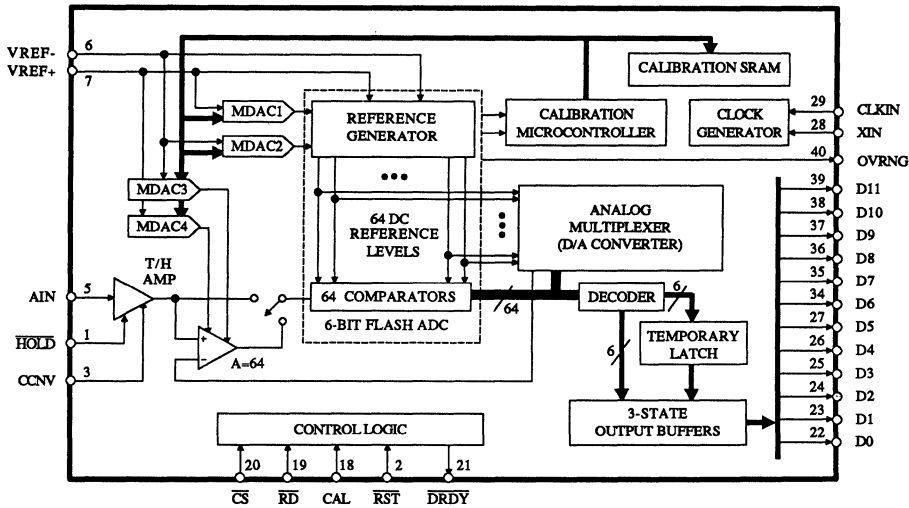 VREF-
6
VREF+
7
CALIBRATION SRAM
MDAC1
REFERENCE
GENERATOR
CALIBRATION
MICROCONTROLLER
CLOCK
GENERATOR
29
CLKIN
28
XIN
MDAC2
40
OVRNG
MDAC3
MDAC4
•••
64 DC
REFERENCE
LEVELS
ANALOG
MULTIPLEXER
(D/A CONVERTER)
39
D11
38
D10
37
D9
36
D8
35
D7
34
D6
27
D5
26
D4
25
D3
24
D2
23
D1
22
D0
T/H
AMP
AIN
5
HOLD
1
CCNV
3
+
−
A=64
64 COMPARATORS
6-BIT FLASH ADC
64
DECODER
6
6
TEMPORARY
LATCH
3-STATE
OUTPUT BUFFERS
CONTROL LOGIC
20
19
18
2
21
CS
RD
CAL
RST
DRDY